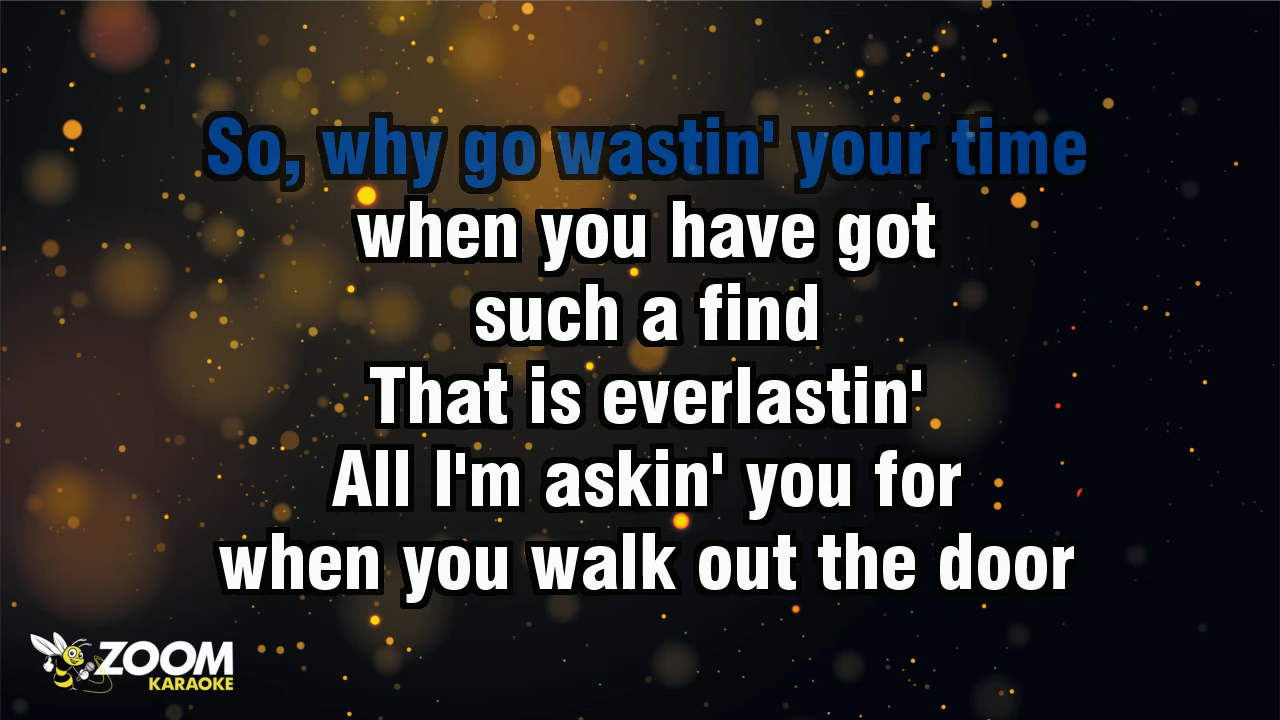 So, why go wastin' your time
when you have got
such a find
That is everlastin'
All I'm askin' you for
when you walk out the door
ZOOM
KARAOKE